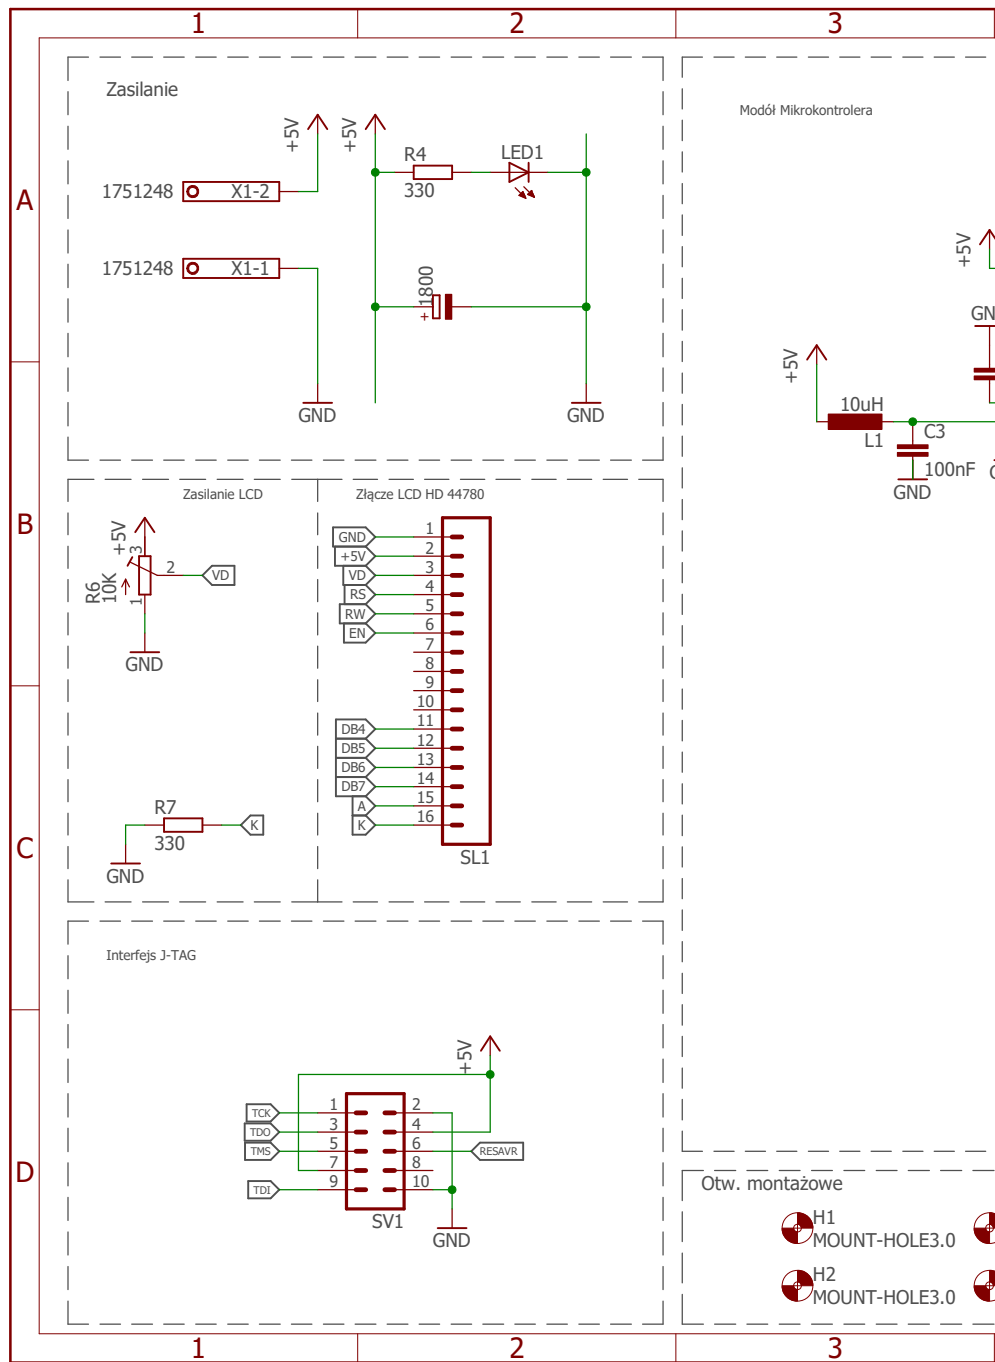 1
2
3
A
B
C
D
Zasilanie
+5V
+5V
R4
330
LED1
1751248
X1-2
1751248
X1-1
+
1800
GND
GND
Modół Mikrokontrolera
+5V
GN
+5V
10uH
L1
C3
100nF
GND
Zasilanie LCD
+5V
3
2
VD
R6
10K
1
GND
R7
330
K
GND
Złącze LCD HD 44780
GND 1
+5V 2
VD 3
RS 4
RW 5
EN 6
7
8
9
10
DB4 11
DB5 12
DB6 13
DB7 14
A 15
K 16
SL1
Interfejs J-TAG
+5V
TCK 1 2
TDO 3 4
TMS 5 6 RESAVR
7 8
TDI 9 10
SV1
GND
Otw. montażowe
H1
MOUNT-HOLE3.0
H2
MOUNT-HOLE3.0
1
2
3